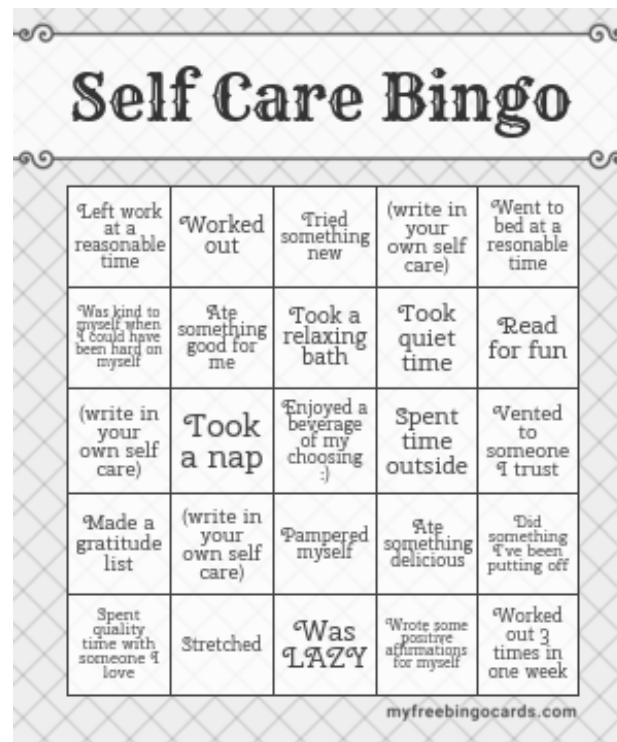 Self Care Bingo
Left work
at a
reasonable
time
Worked
out
Tried
something
new
(write in
your
own self
care)
Went to
bed at a
resonable
time
Was kind to
myself when
I could have
been hard on
myself
Ate
something
good for
me
Took a
relaxing
bath
Took
quiet
time
Read
for fun
(write in
your
own self
care)
Took
a nap
Enjoyed a
beverage
of my
choosing
:)
Spent
time
outside
Vented
to
someone
I trust
Made a
gratitude
list
(write in
your
own self
care)
Pampered
myself
Ate
something
delicious
Did
something
I've been
putting off
Spent
quality
time with
someone I
love
Stretched
Was
LAZY
Wrote some
positive
affirmations
for myself
Worked
out 3
times in
one week
myfreebingocards.com